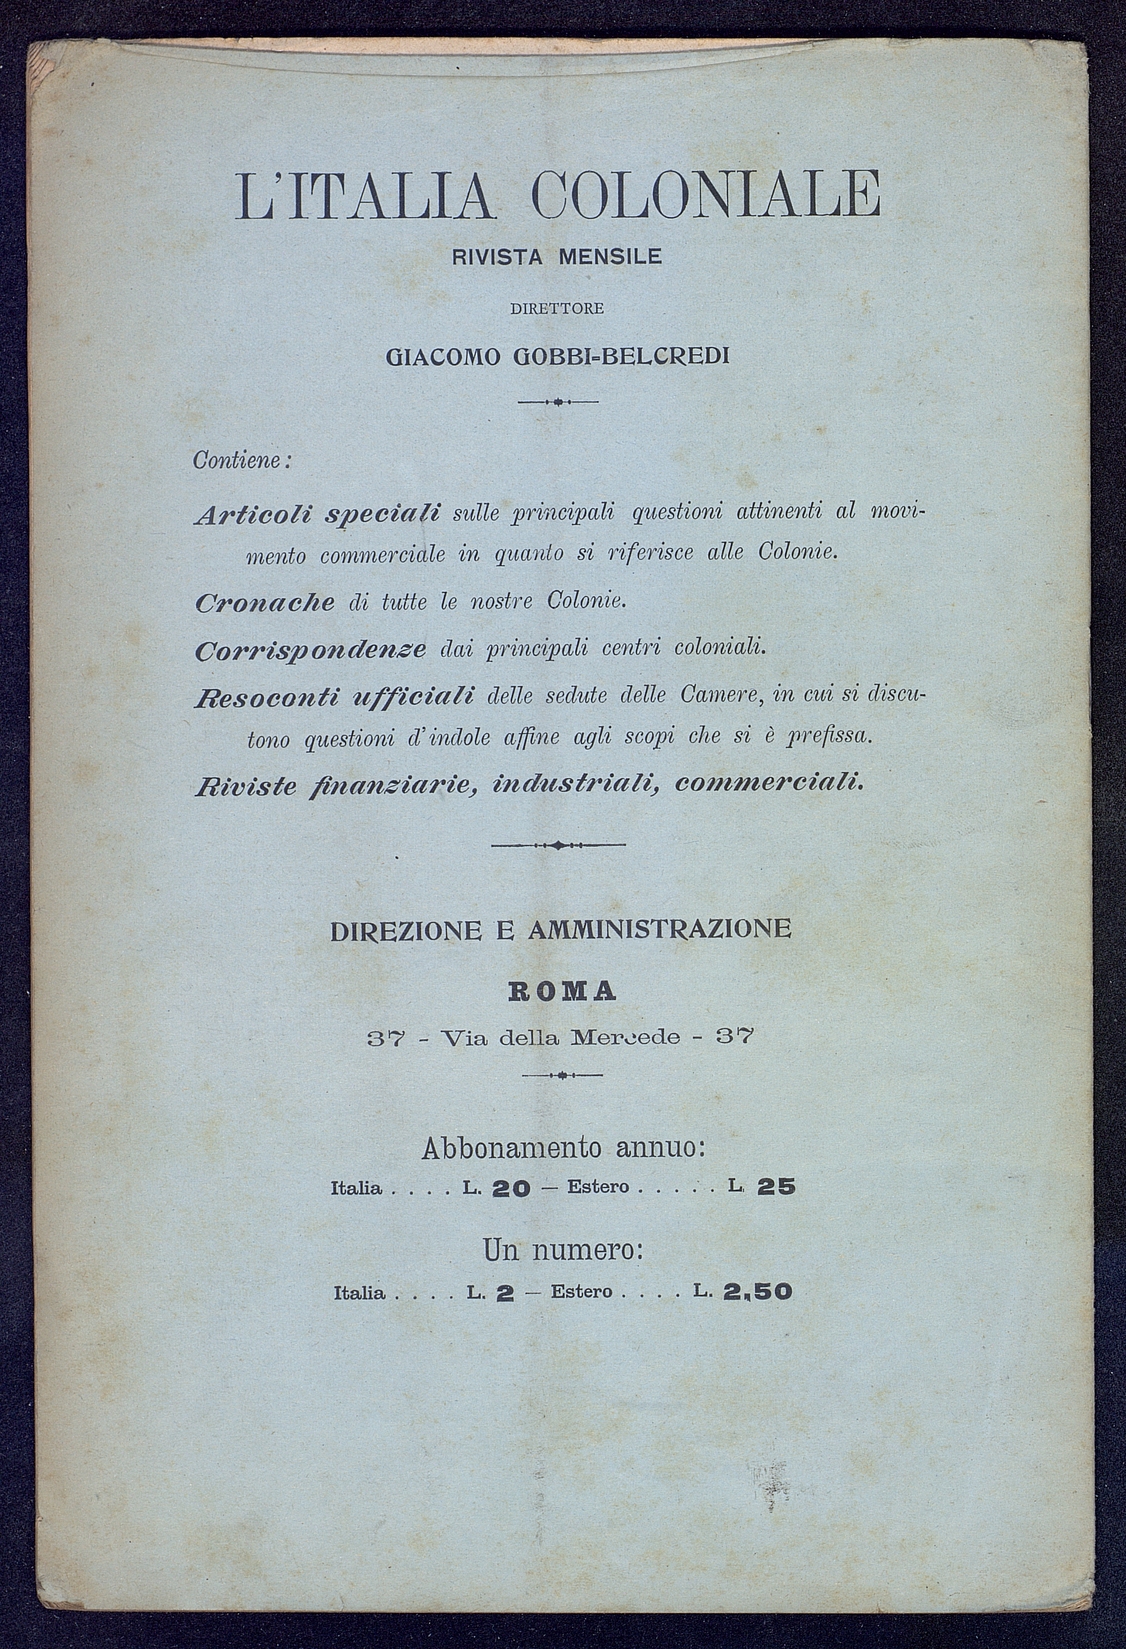 L'ITALIA COLONIALE
RIVISTA MENSILE
DIRETTORE
GIACOMO GOBBI-BELCREDI
Contiene:
Articoli speciali sulle principali questioni attinenti al movi-
mento commerciale in quanto si riferisce alle Colonie.
Cronache di tutte le nostre Colonie.
Corrispondenze dai principali centri coloniali.
Resoconti ufficiali delle sedute delle Camere, in cui si discu-
tono questioni d'indole affine agli scopi che si è prefissa.
Riviste finanziarie, industriali, commerciali.
DIREZIONE E AMMINISTRAZIONE
ROMA
37 - Via della Mercede - 37
Abbonamento annuo:
Italia . . . . L. 20 — Estero . . . . . L 25
Un numero:
Italia . . . . L. 2 — Estero . . . . L. 2,50